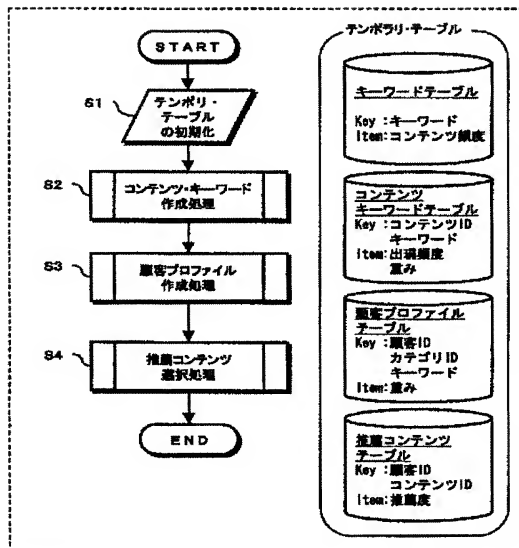 START
S1
テンポリ・
テーブル
の初期化
S2
コンテンツ・キーワード
作成処理
S3
顧客プロファイル
作成処理
S4
推薦コンテンツ
選択処理
END
テンポラリ・テーブル
キーワードテーブル
Key :キーワード
Item:コンテンツ頻度
コンテンツ
キーワードテーブル
Key :コンテンツID
キーワード
Item:出現頻度
重み
顧客プロファイル
テーブル
Key :顧客ID
カテゴリID
キーワード
Item:重み
推薦コンテンツ
テーブル
Key :顧客ID
コンテンツID
Item:推薦度